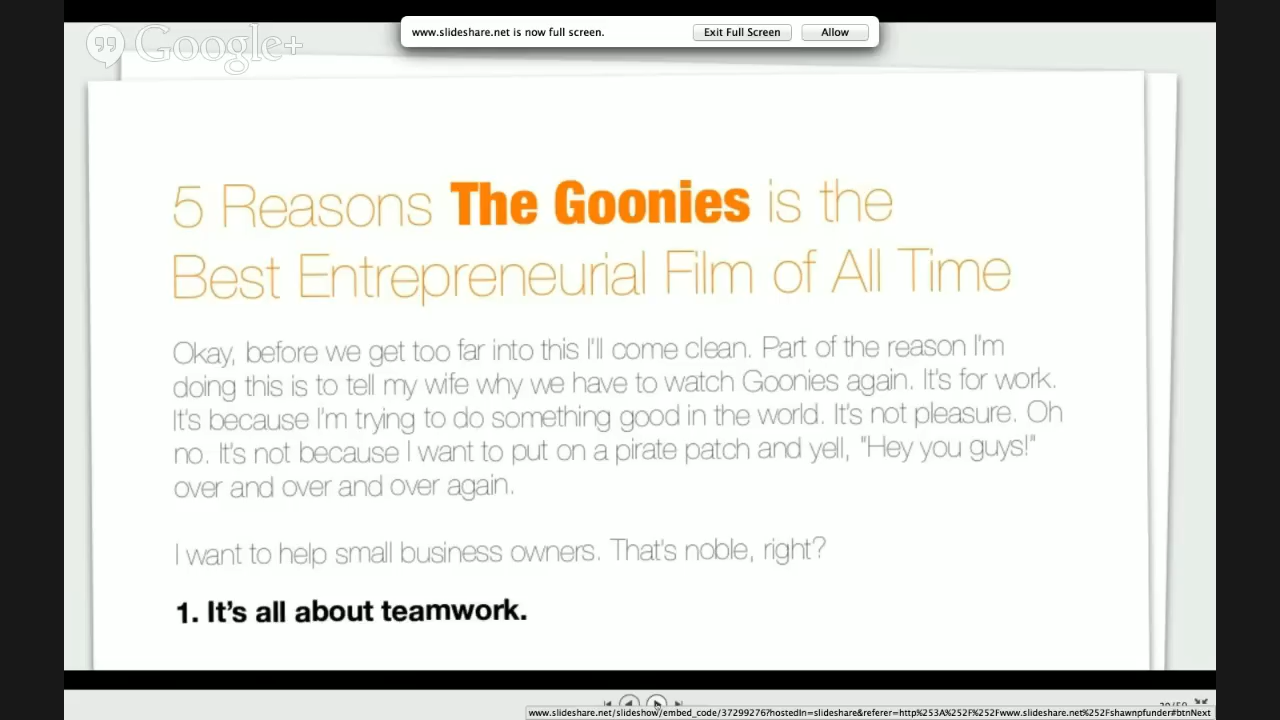 www.slideshare.net is now full screen.
Exit Full Screen
Allow
Google+
5 Reasons The Goonies is the
Best Entrepreneurial Film of All Time
Okay, before we get too far into this I'll come clean. Part of the reason I'm
doing this is to tell my wife why we have to watch Goonies again. It's for work.
It's because I'm trying to do something good in the world. It's not pleasure. Oh
no. It's not because I want to put on a pirate patch and yell, "Hey you guys!"
over and over and over again.
I want to help small business owners. That's noble, right?
1. It's all about teamwork.
www.slideshare.net/slideshow/embed_code/37299276?hostedIn=slideshare&referer=http%253A%252F%252Fwww.slideshare.net%252Fshawnpfunder#btnNext